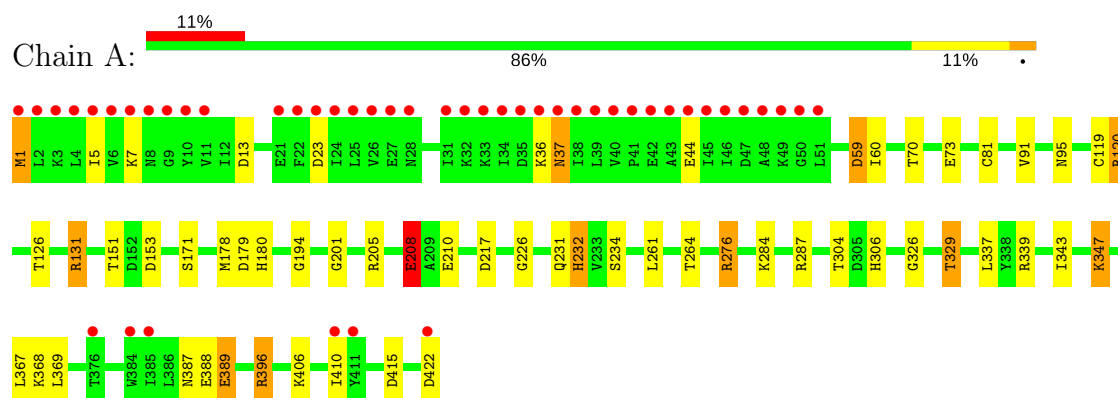 11%
Chain A:
86% 11% •
M1 L2 K3 L4 I5 V6 K7 N8 G9 Y10 V11 I12 D13 E21 F22 D23 I24 L25 V26 E27 N28 I31 K32 K33 I34 D35 K36 N37 I38 L39 V40 P41 E42 A43 E44 I45 I46 D47 A48 K49 G50 L51 D59 I60 T70 E73 C81 V91 N95 C119
T126 R131 T151 D152 D153 S171 M178 D179 H180 G194 G201 R205 E208 A209 E210 D217 G226 Q231 H232 V233 S234 L261 T264 R276 K284 R287 T304 D305 H306 G326 T329 L337 Y338 R339 I343 K347
L367 K368 L369 T376 W384 I385 L386 N387 E388 E389 R396 K406 I410 Y411 D415 D422